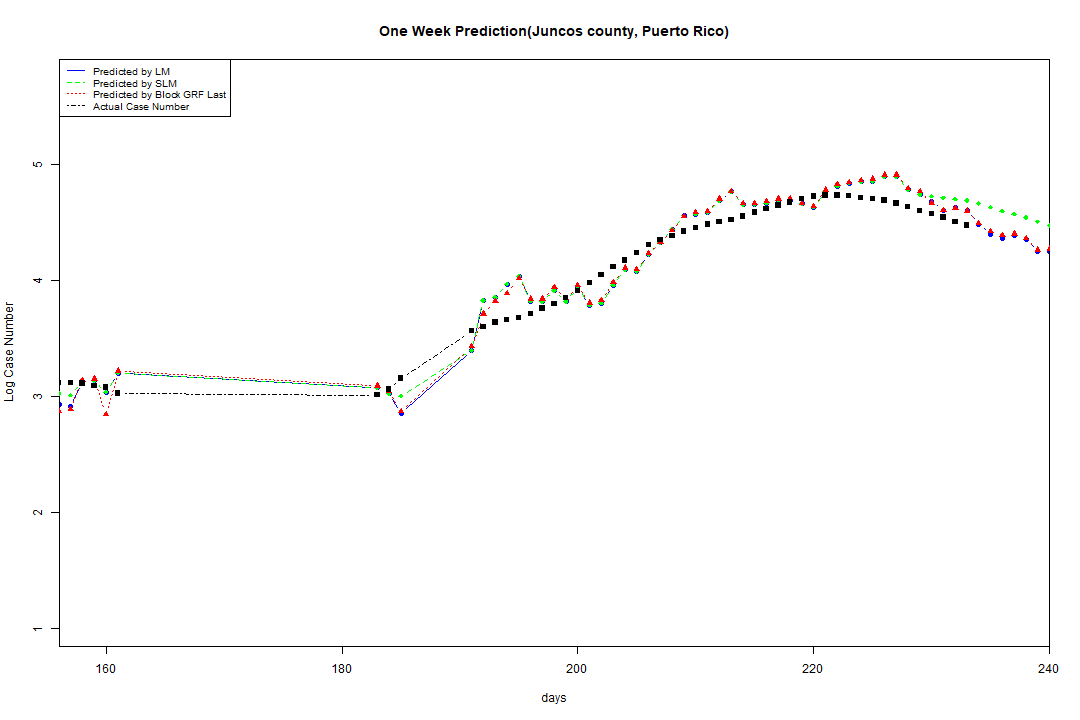 One Week Prediction(Juncos county, Puerto Rico)
Predicted by LM
Predicted by SLM
Predicted by Block GRF Last
Actual Case Number
Log Case Number
5
4
3
2
1
160 180 200 220 240
days